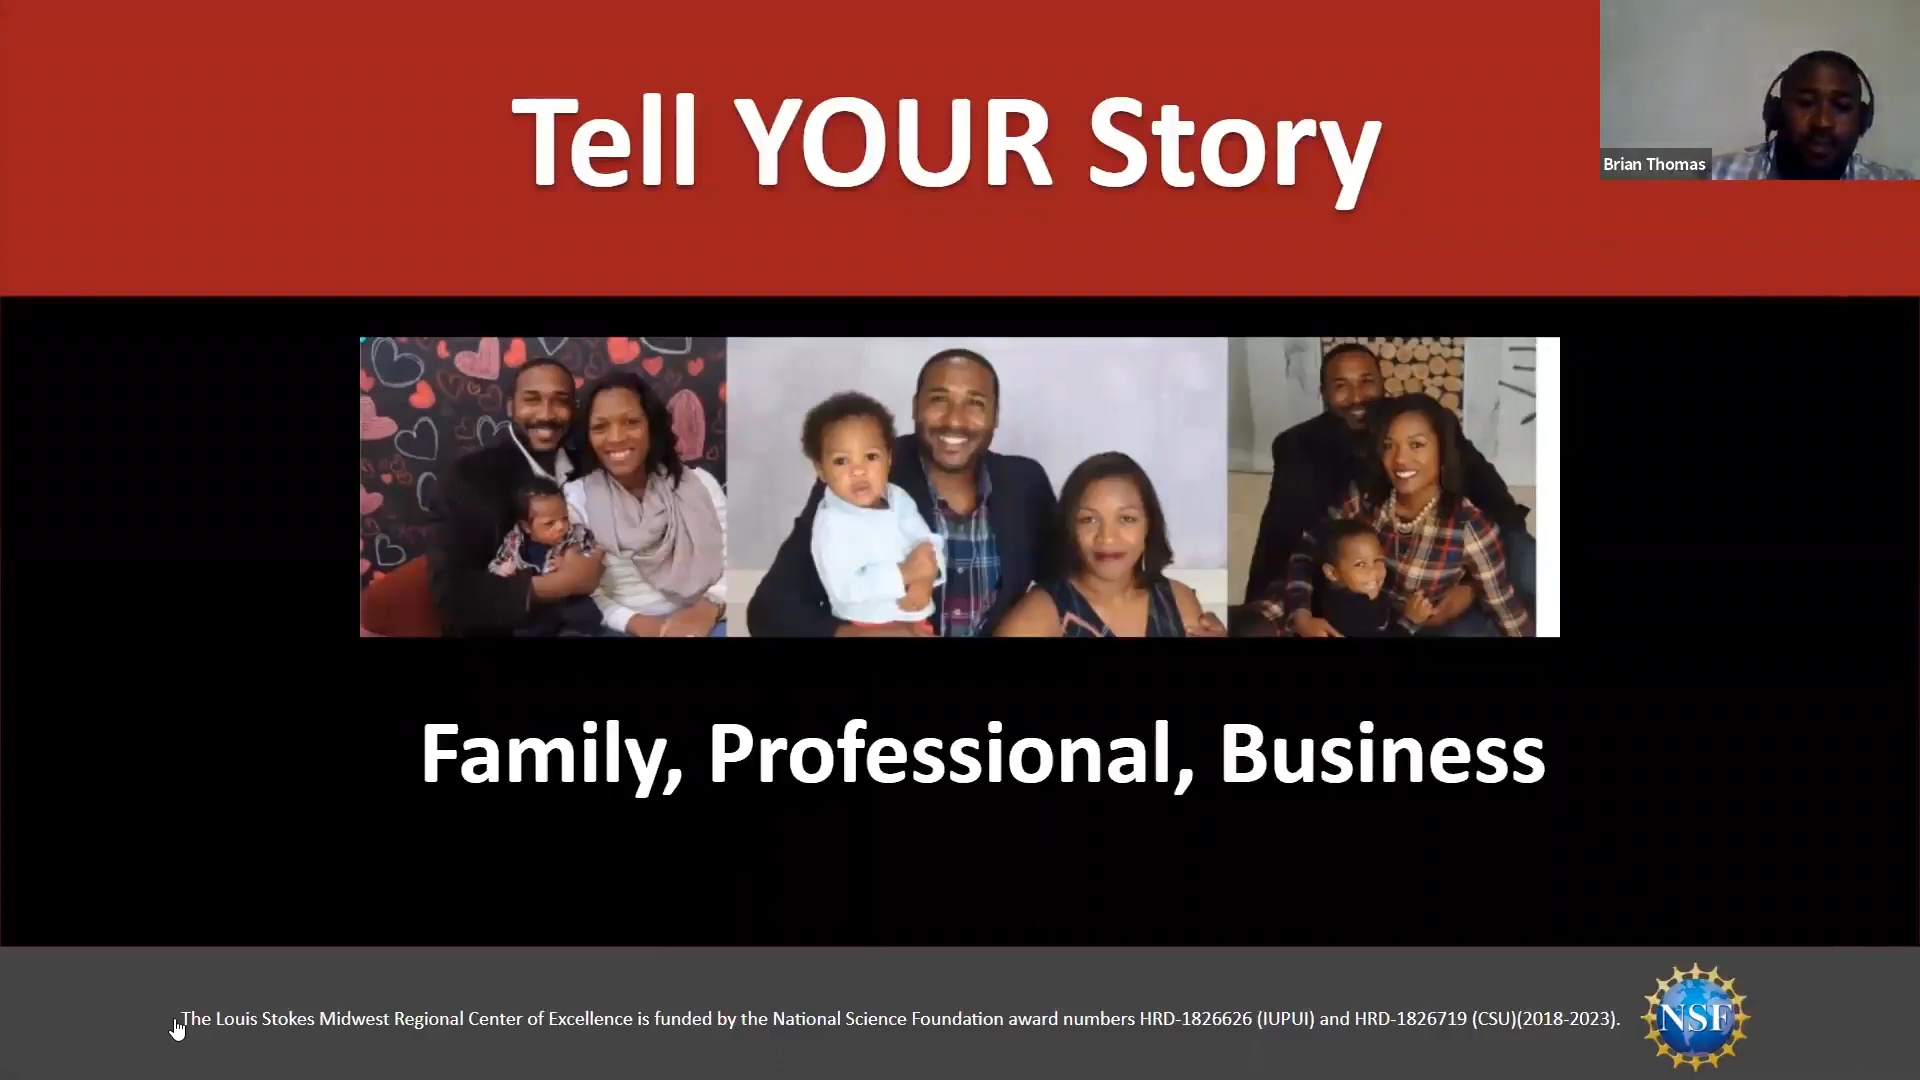 Tell YOUR Story
Brian Thomas
Family, Professional, Business
The Louis Stokes Midwest Regional Center of Excellence is funded by the National Science Foundation award numbers HRD-1826626 (IUPUI) and HRD-1826719 (CSU)(2018-2023).
NSF